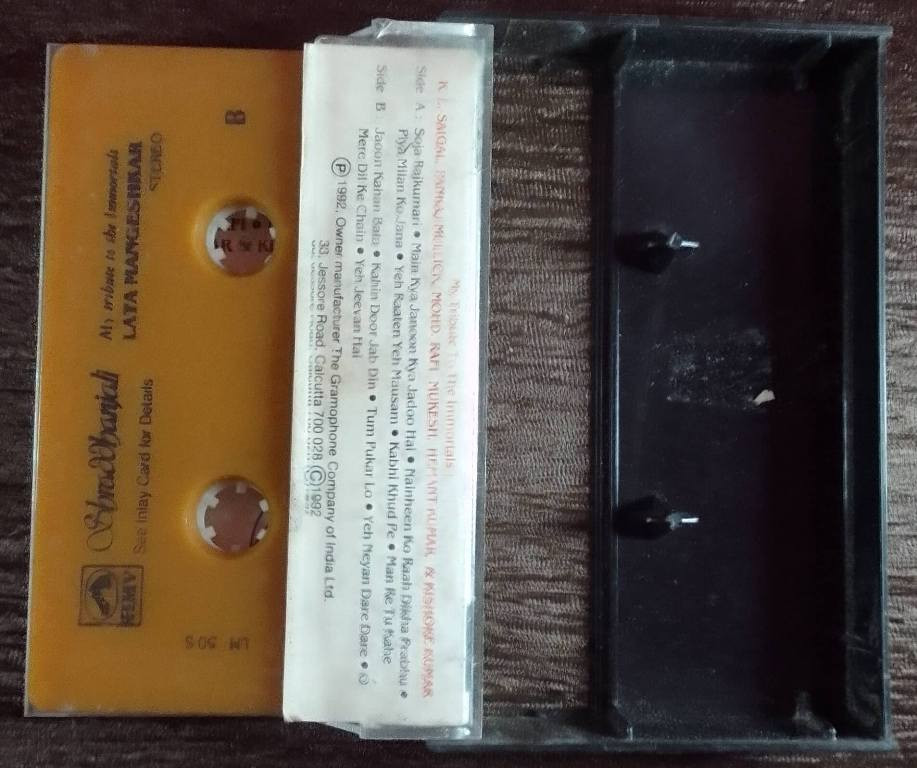 B
STEREO
My tribute to the Immortals
LATA MANGESHKAR
Shraddhanjali
See Inlay Card for Details
HMV
My Tribute To The Immortals
K. L. SAIGAL, PANKAJ MULLICK, MOHD. RAFI, MUKESH, HEMANT KUMAR, & KISHORE KUMAR
Side A : Soja Rajkumari • Main Kya Janoon Kya Jadoo Hai • Nainheen Ko Raah Dikha Prabhu •
Piya Milan Ko Jana • Yeh Raaten Yeh Mausam • Kabhi Khud Pe • Man Re Tu Kahe
Side B : Jaoon Kahan Bata • Kahin Door Jab Din • Tum Pukar Lo • Yeh Neyan Dare Dare • O
Mere Dil Ke Chain • Yeh Jeevan Hai
Ⓟ 1992, Owner manufacturer The Gramophone Company of India Ltd.
33, Jessore Road, Calcutta 700 028 Ⓒ 1992